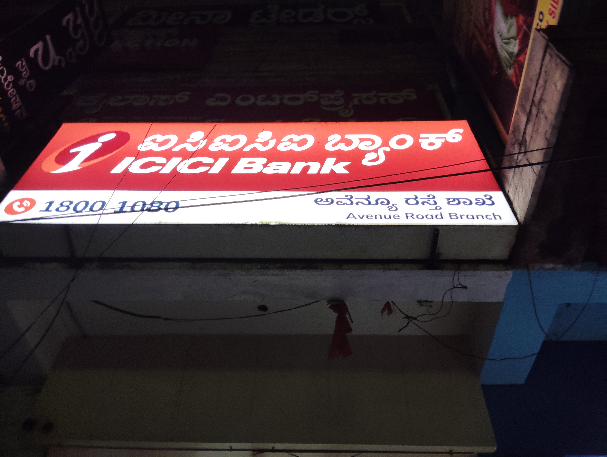 ಮೀನಾ ಟ್ರೇಡರ್ಸ್
ಎಂಟರ್‌ಪ್ರೈಸಸ್
ಐಸಿಐಸಿಐ ಬ್ಯಾಂಕ್
ICICI Bank
1800 1080
ಅವೆನ್ಯೂ ರಸ್ತೆ ಶಾಖೆ
Avenue Road Branch